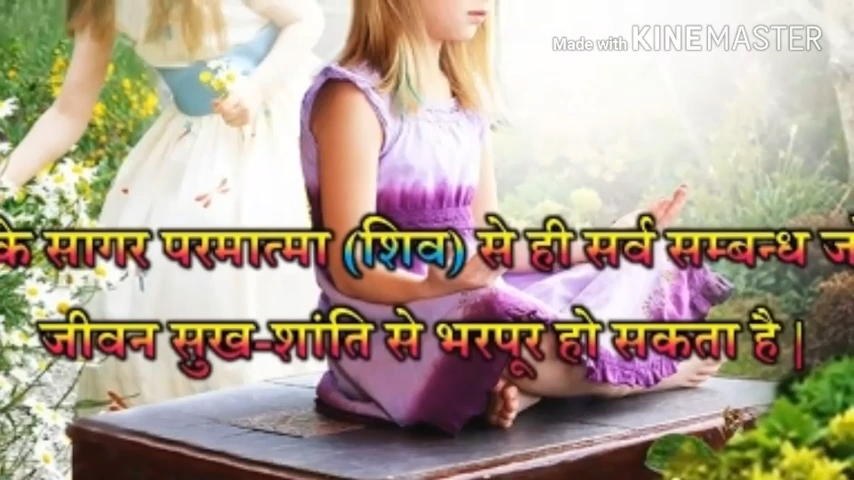 Made with KINEMASTER
के सागर परमात्मा (शिव) से ही सर्व सम्बन्ध
जीवन सुख-शांति से भरपूर हो सकता है |